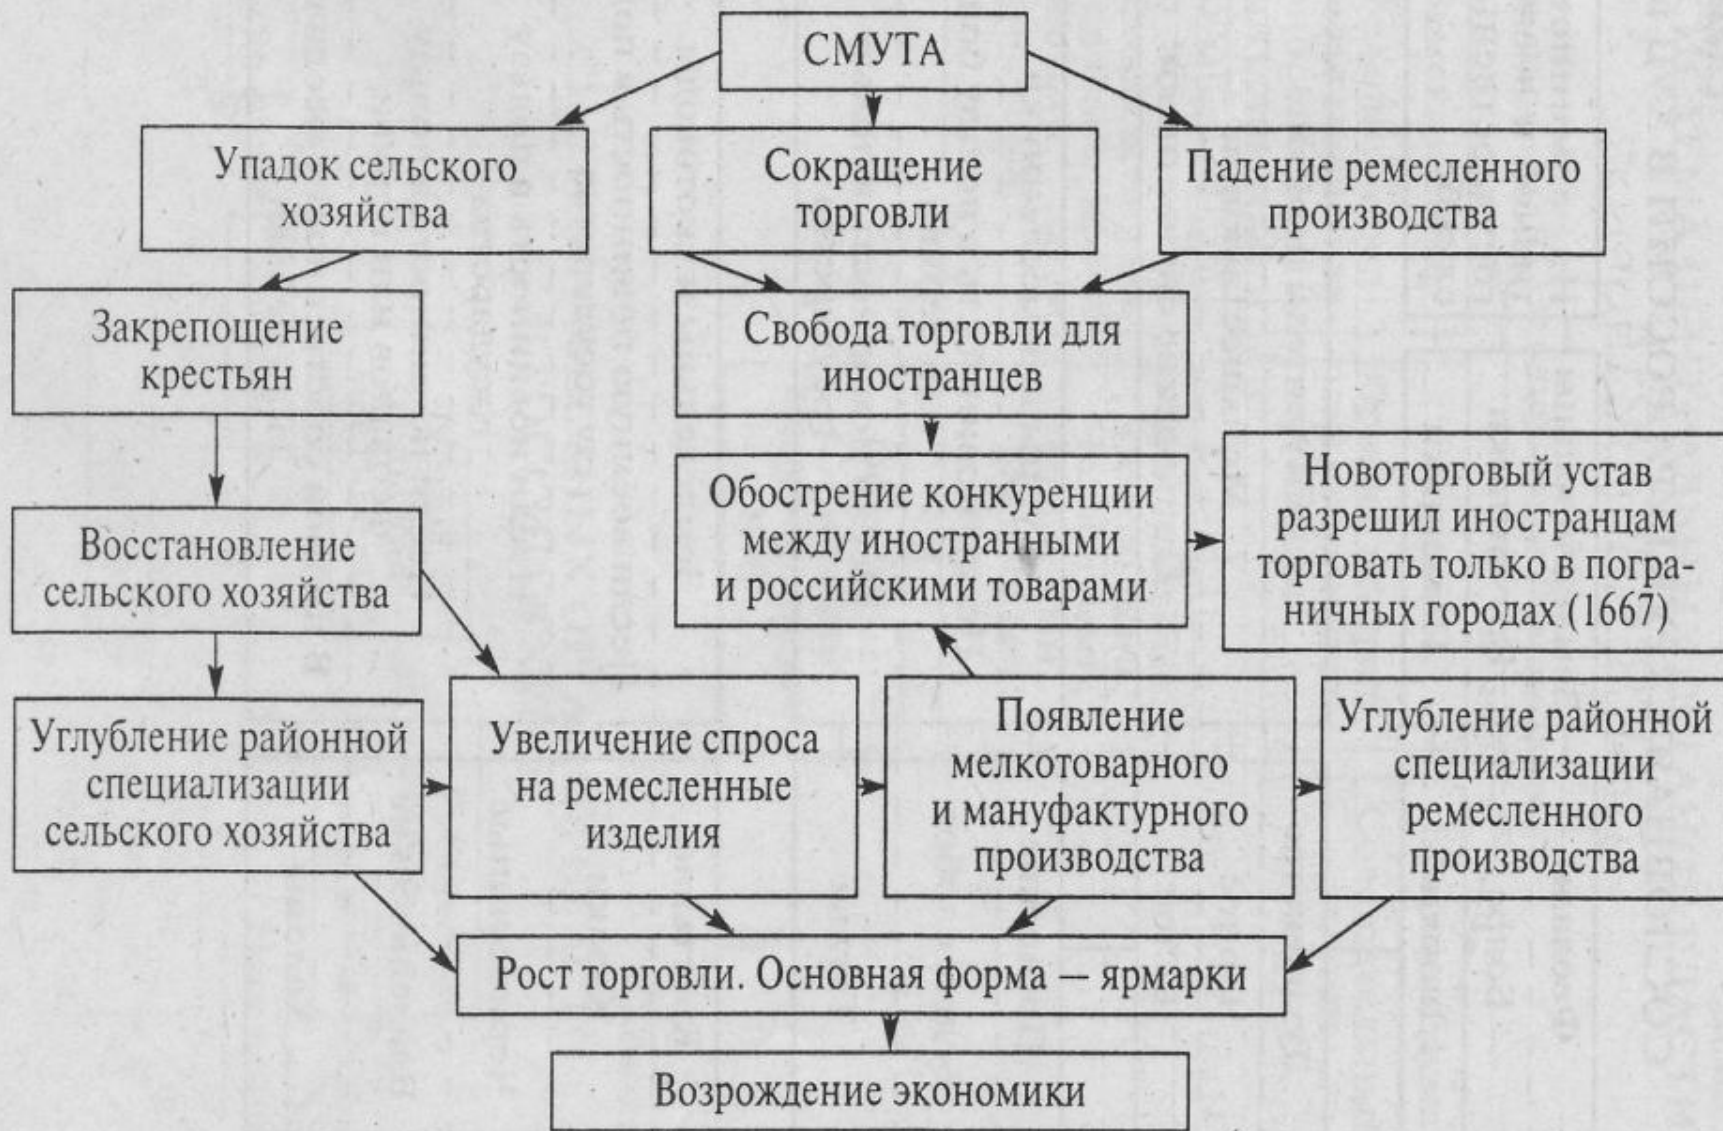 СМУТА
Упадок сельского
хозяйства
Сокращение
торговли
Падение ремесленного
производства
Закрепощение
крестьян
Свобода торговли для
иностранцев
Восстановление
сельского хозяйства
Обострение конкуренции
между иностранными
и российскими товарами
Новоторговый устав
разрешил иностранцам
торговать только в погра-
ничных городах (1667)
Углубление районной
специализации
сельского хозяйства
Увеличение спроса
на ремесленные
изделия
Появление
мелкотоварного
и мануфактурного
производства
Углубление районной
специализации
ремесленного
производства
Рост торговли. Основная форма — ярмарки
Возрождение экономики